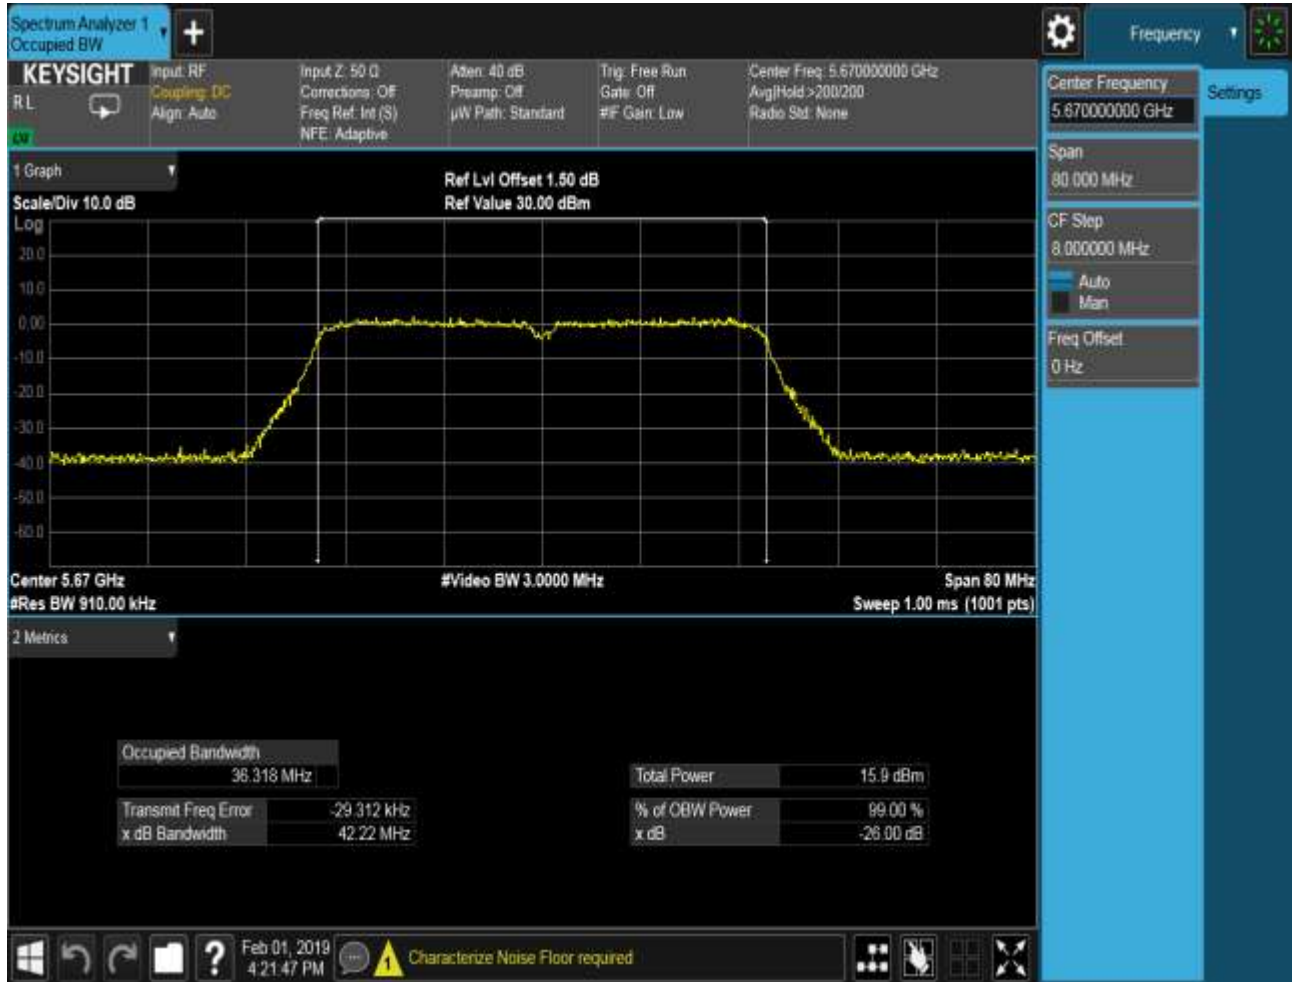 Spectrum Analyzer 1
Occupied BW
Frequency
KEYSIGHT
R L
Input: RF
Coupling: DC
Align: Auto
Input Z: 50 Ω
Corrections: Off
Freq Ref: Int (S)
NFE: Adaptive
Atten: 40 dB
Preamp: Off
µW Path: Standard
Trig: Free Run
Gate: Off
#IF Gain: Low
Center Freq: 5.670000000 GHz
Avg|Hold:>200/200
Radio Std: None
Center Frequency
5.670000000 GHz
Settings
Span
80.000 MHz
CF Step
8.000000 MHz
Auto
Man
Freq Offset
0 Hz
1 Graph
Scale/Div 10.0 dB
Ref Lvl Offset 1.50 dB
Ref Value 30.00 dBm
Log
20.0
10.0
0.00
-10.0
-20.0
-30.0
-40.0
-50.0
-60.0
Center 5.67 GHz
#Video BW 3.0000 MHz
Span 80 MHz
#Res BW 910.00 kHz
Sweep 1.00 ms (1001 pts)
2 Metrics
Occupied Bandwidth
36.318 MHz
Total Power 15.9 dBm
Transmit Freq Error -29.312 kHz
% of OBW Power 99.00 %
x dB Bandwidth 42.22 MHz
x dB -26.00 dB
Feb 01, 2019
4:21:47 PM
1
Characterize Noise Floor required